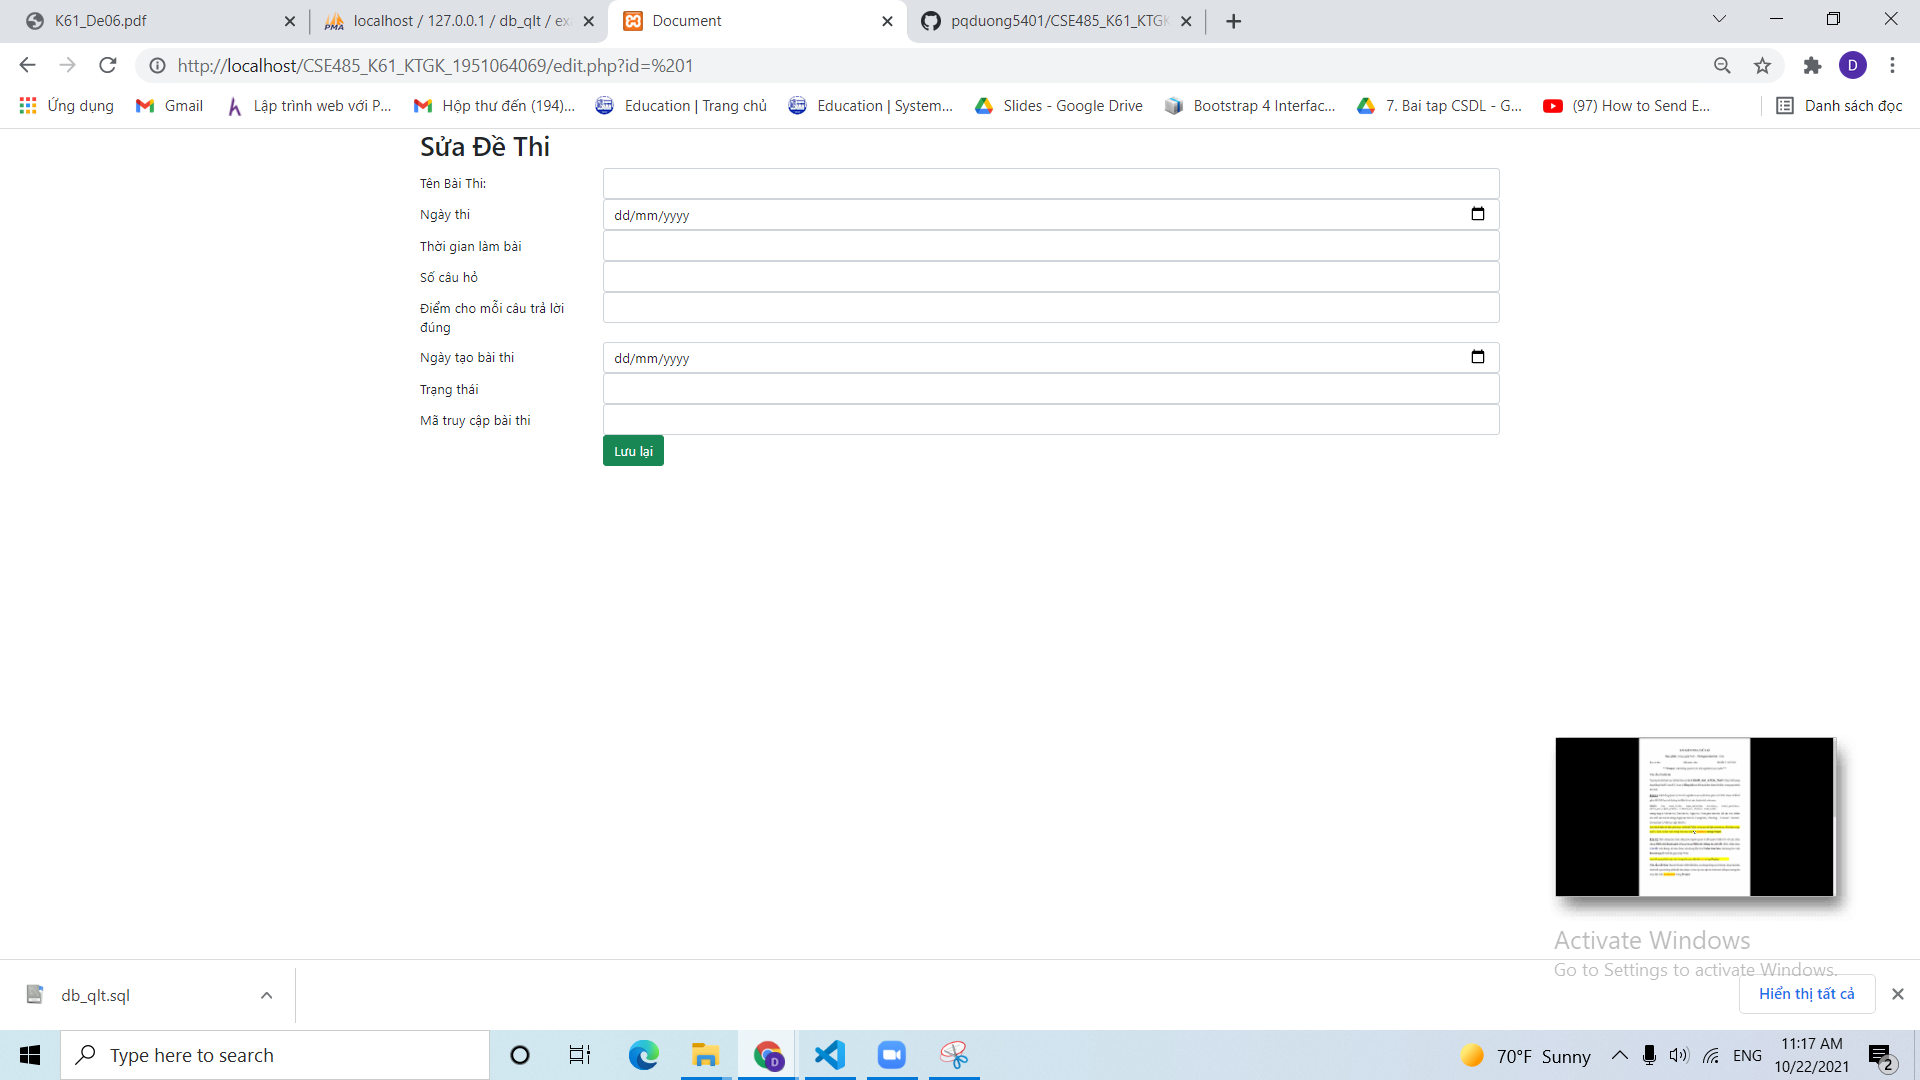 K61_De06.pdf
localhost / 127.0.0.1 / db_qlt / ex
Document
pqduong5401/CSE485_K61_KTGK
http://localhost/CSE485_K61_KTGK_1951064069/edit.php?id=%201
D
Ứng dụng
Gmail
Lập trình web với P...
Hộp thư đến (194)...
Education | Trang chủ
Education | System...
Slides - Google Drive
Bootstrap 4 Interfac...
7. Bai tap CSDL - G...
(97) How to Send E...
Danh sách đọc
Sửa Đề Thi
Tên Bài Thi:
Ngày thi
dd/mm/yyyy
Thời gian làm bài
Số câu hỏ
Điểm cho mỗi câu trả lời
đúng
Ngày tạo bài thi
dd/mm/yyyy
Trạng thái
Mã truy cập bài thi
Lưu lại
Activate Windows
Go to Settings to activate Windows.
db_qlt.sql
Hiển thị tất cả
Type here to search
D
70°F Sunny
ENG
11:17 AM
10/22/2021
2